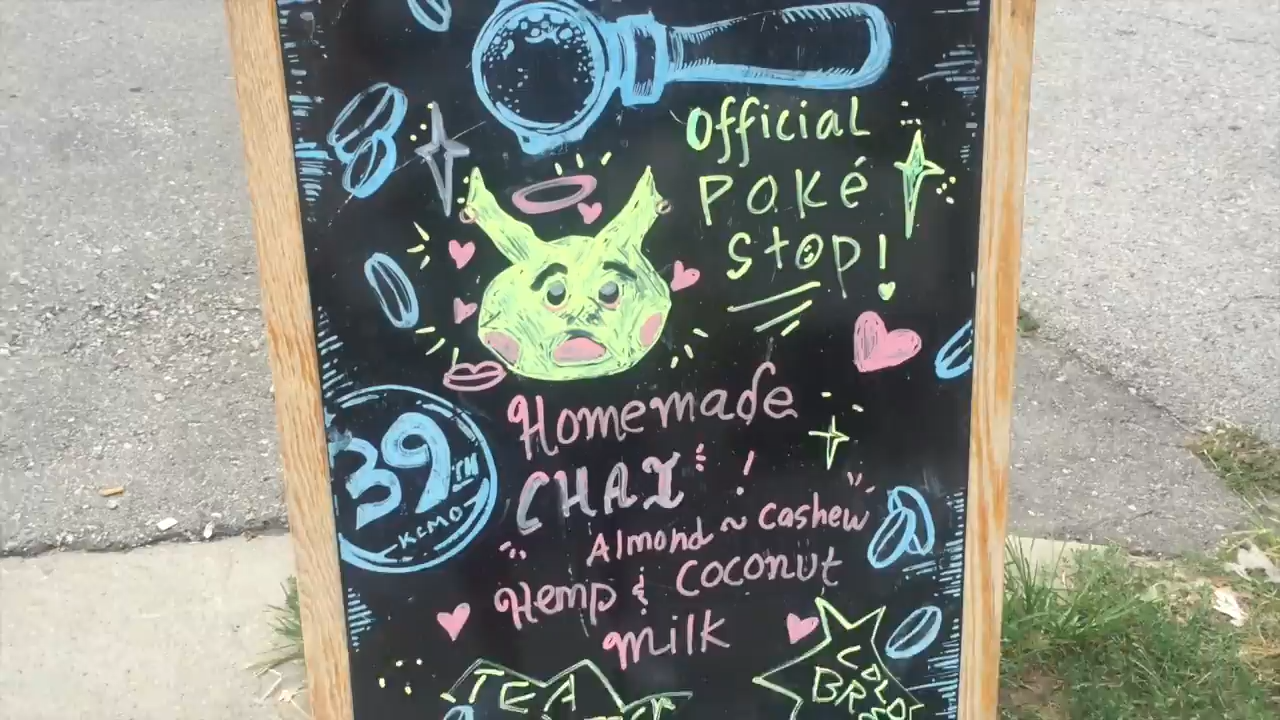 Official
POKé
stop!
Homemade
CHAI !
39TH
KCMO
Almond ~ Cashew
Hemp & Coconut
milk
TEA
COLD
BREW